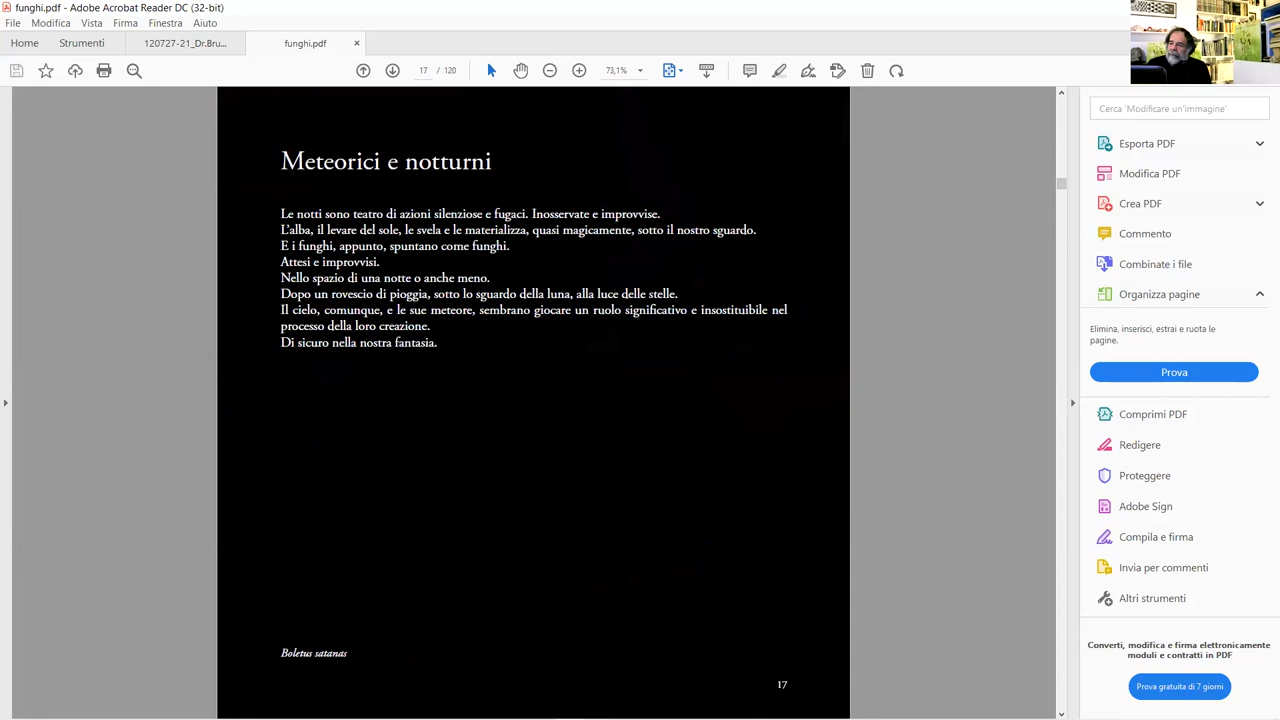 funghi.pdf - Adobe Acrobat Reader DC (32-bit)
File Modifica Vista Firma Finestra Aiuto
Home Strumenti 120727-21_Dr.Bru... funghi.pdf ×
17 / 120 73,1%
Meteorici e notturni
Le notti sono teatro di azioni silenziose e fugaci. Inosservate e improvvise.
L’alba, il levare del sole, le svela e le materializza, quasi magicamente, sotto il nostro sguardo.
E i funghi, appunto, spuntano come funghi.
Attesi e improvvisi.
Nello spazio di una notte o anche meno.
Dopo un rovescio di pioggia, sotto lo sguardo della luna, alla luce delle stelle.
Il cielo, comunque, e le sue meteore, sembrano giocare un ruolo significativo e insostituibile nel
processo della loro creazione.
Di sicuro nella nostra fantasia.
Boletus satanas
17
Cerca 'Modificare un'immagine'
Esporta PDF
Modifica PDF
Crea PDF
Commento
Combinate i file
Organizza pagine
Elimina, inserisci, estrai e ruota le
pagine.
Prova
Comprimi PDF
Redigere
Proteggere
Adobe Sign
Compila e firma
Invia per commenti
Altri strumenti
Converti, modifica e firma elettronicamente
moduli e contratti in PDF
Prova gratuita di 7 giorni